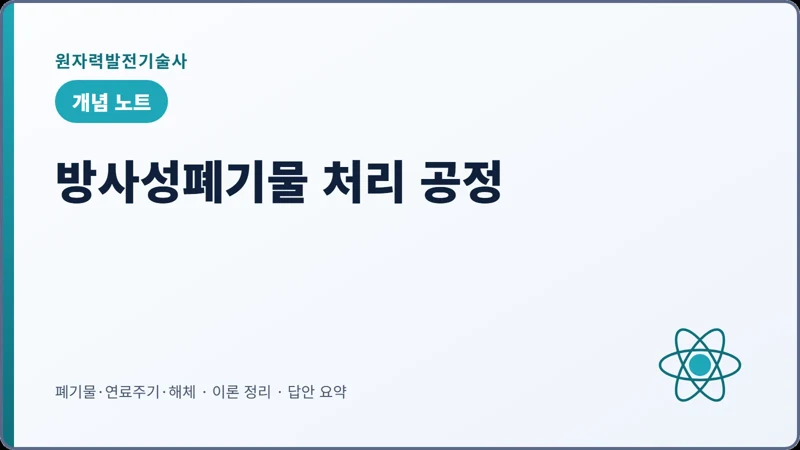 원자력발전기술사
개념 노트
방사성폐기물 처리 공정
폐기물·연료주기·해체 · 이론 정리 · 답안 요약